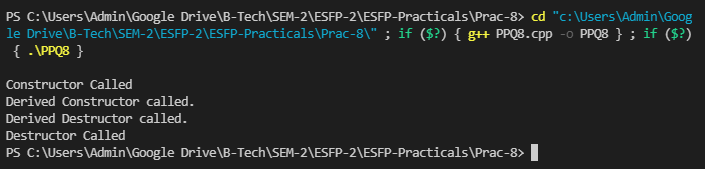 PS C:\Users\Admin\Google Drive\B-Tech\SEM-2\ESFP-2\ESFP-Practicals\Prac-8> cd "c:\Users\Admin\Goog
le Drive\B-Tech\SEM-2\ESFP-2\ESFP-Practicals\Prac-8\" ; if ($?) { g++ PPQ8.cpp -o PPQ8 } ; if ($?)
 { .\PPQ8 }
Constructor Called
Derived Constructor called.
Derived Destructor called.
Destructor Called
PS C:\Users\Admin\Google Drive\B-Tech\SEM-2\ESFP-2\ESFP-Practicals\Prac-8>